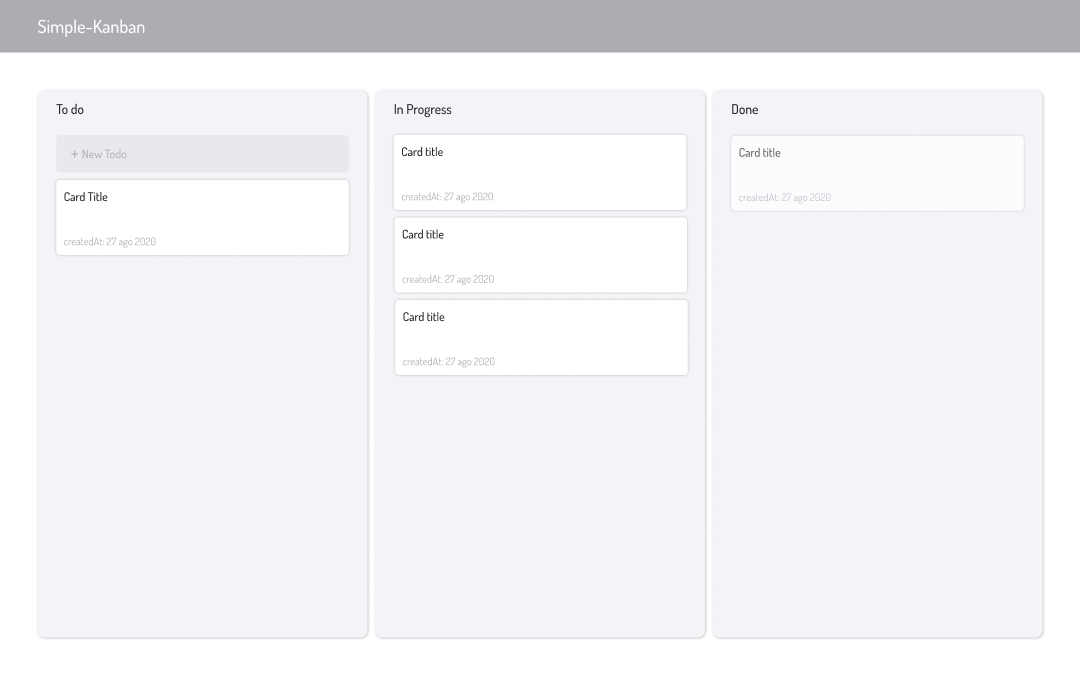 Simple-Kanban
To do
+ New Todo
Card Title
createdAt: 27 ago 2020
In Progress
Card title
createdAt: 27 ago 2020
Card title
createdAt: 27 ago 2020
Card title
createdAt: 27 ago 2020
Done
Card title
createdAt: 27 ago 2020